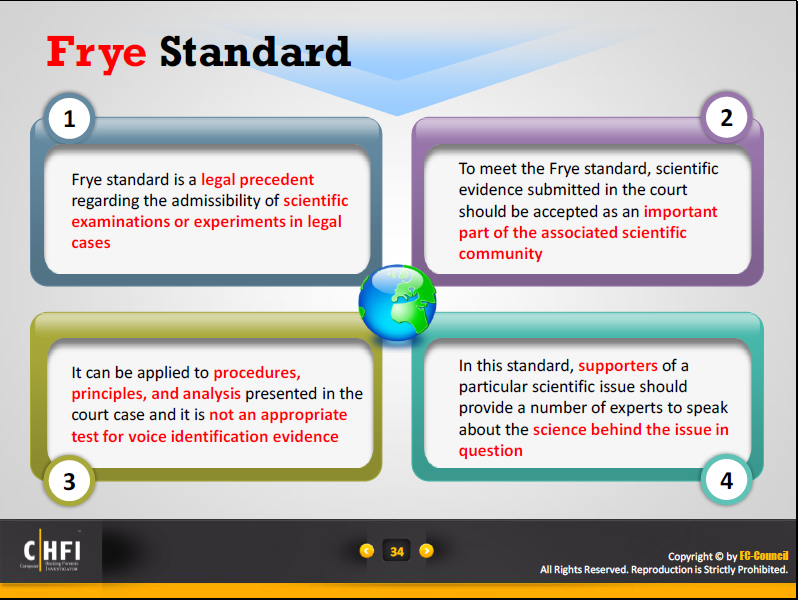 Frye Standard
1
Frye standard is a legal precedent
regarding the admissibility of scientific
examinations or experiments in legal
cases
2
To meet the Frye standard, scientific
evidence submitted in the court
should be accepted as an important
part of the associated scientific
community
It can be applied to procedures,
principles, and analysis presented in the
court case and it is not an appropriate
test for voice identification evidence
3
In this standard, supporters of a
particular scientific issue should
provide a number of experts to speak
about the science behind the issue in
question
4
CHFI
Computer Hacking Forensic
INVESTIGATOR
34
Copyright © by EC-Council
All Rights Reserved. Reproduction is Strictly Prohibited.